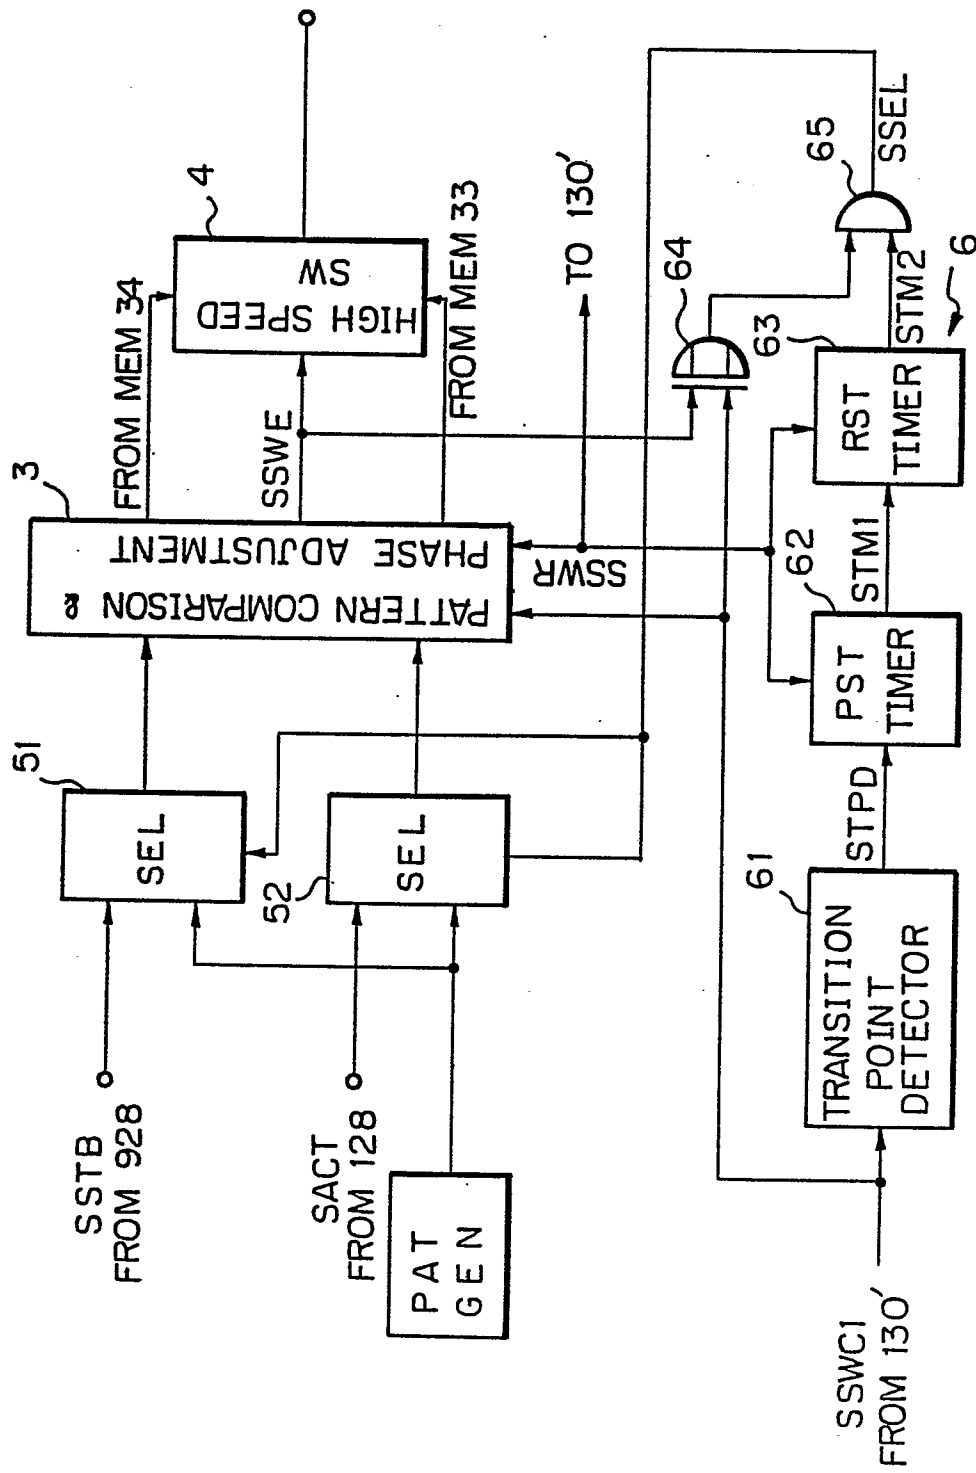 SSTB
FROM 928
SACT
FROM 128
PAT
GEN
SSWC1
FROM 130'
51
SEL
52
SEL
3
PATTERN COMPARISON &
PHASE ADJUSTMENT
FROM MEM 34
SSWE
FROM MEM 33
4
HIGH SPEED
SW
SSWR
TO 130'
61
TRANSITION
POINT
DETECTOR
STPD
62
PST
TIMER
STM1
63
RST
TIMER
STM2
64
65
SSEL
6